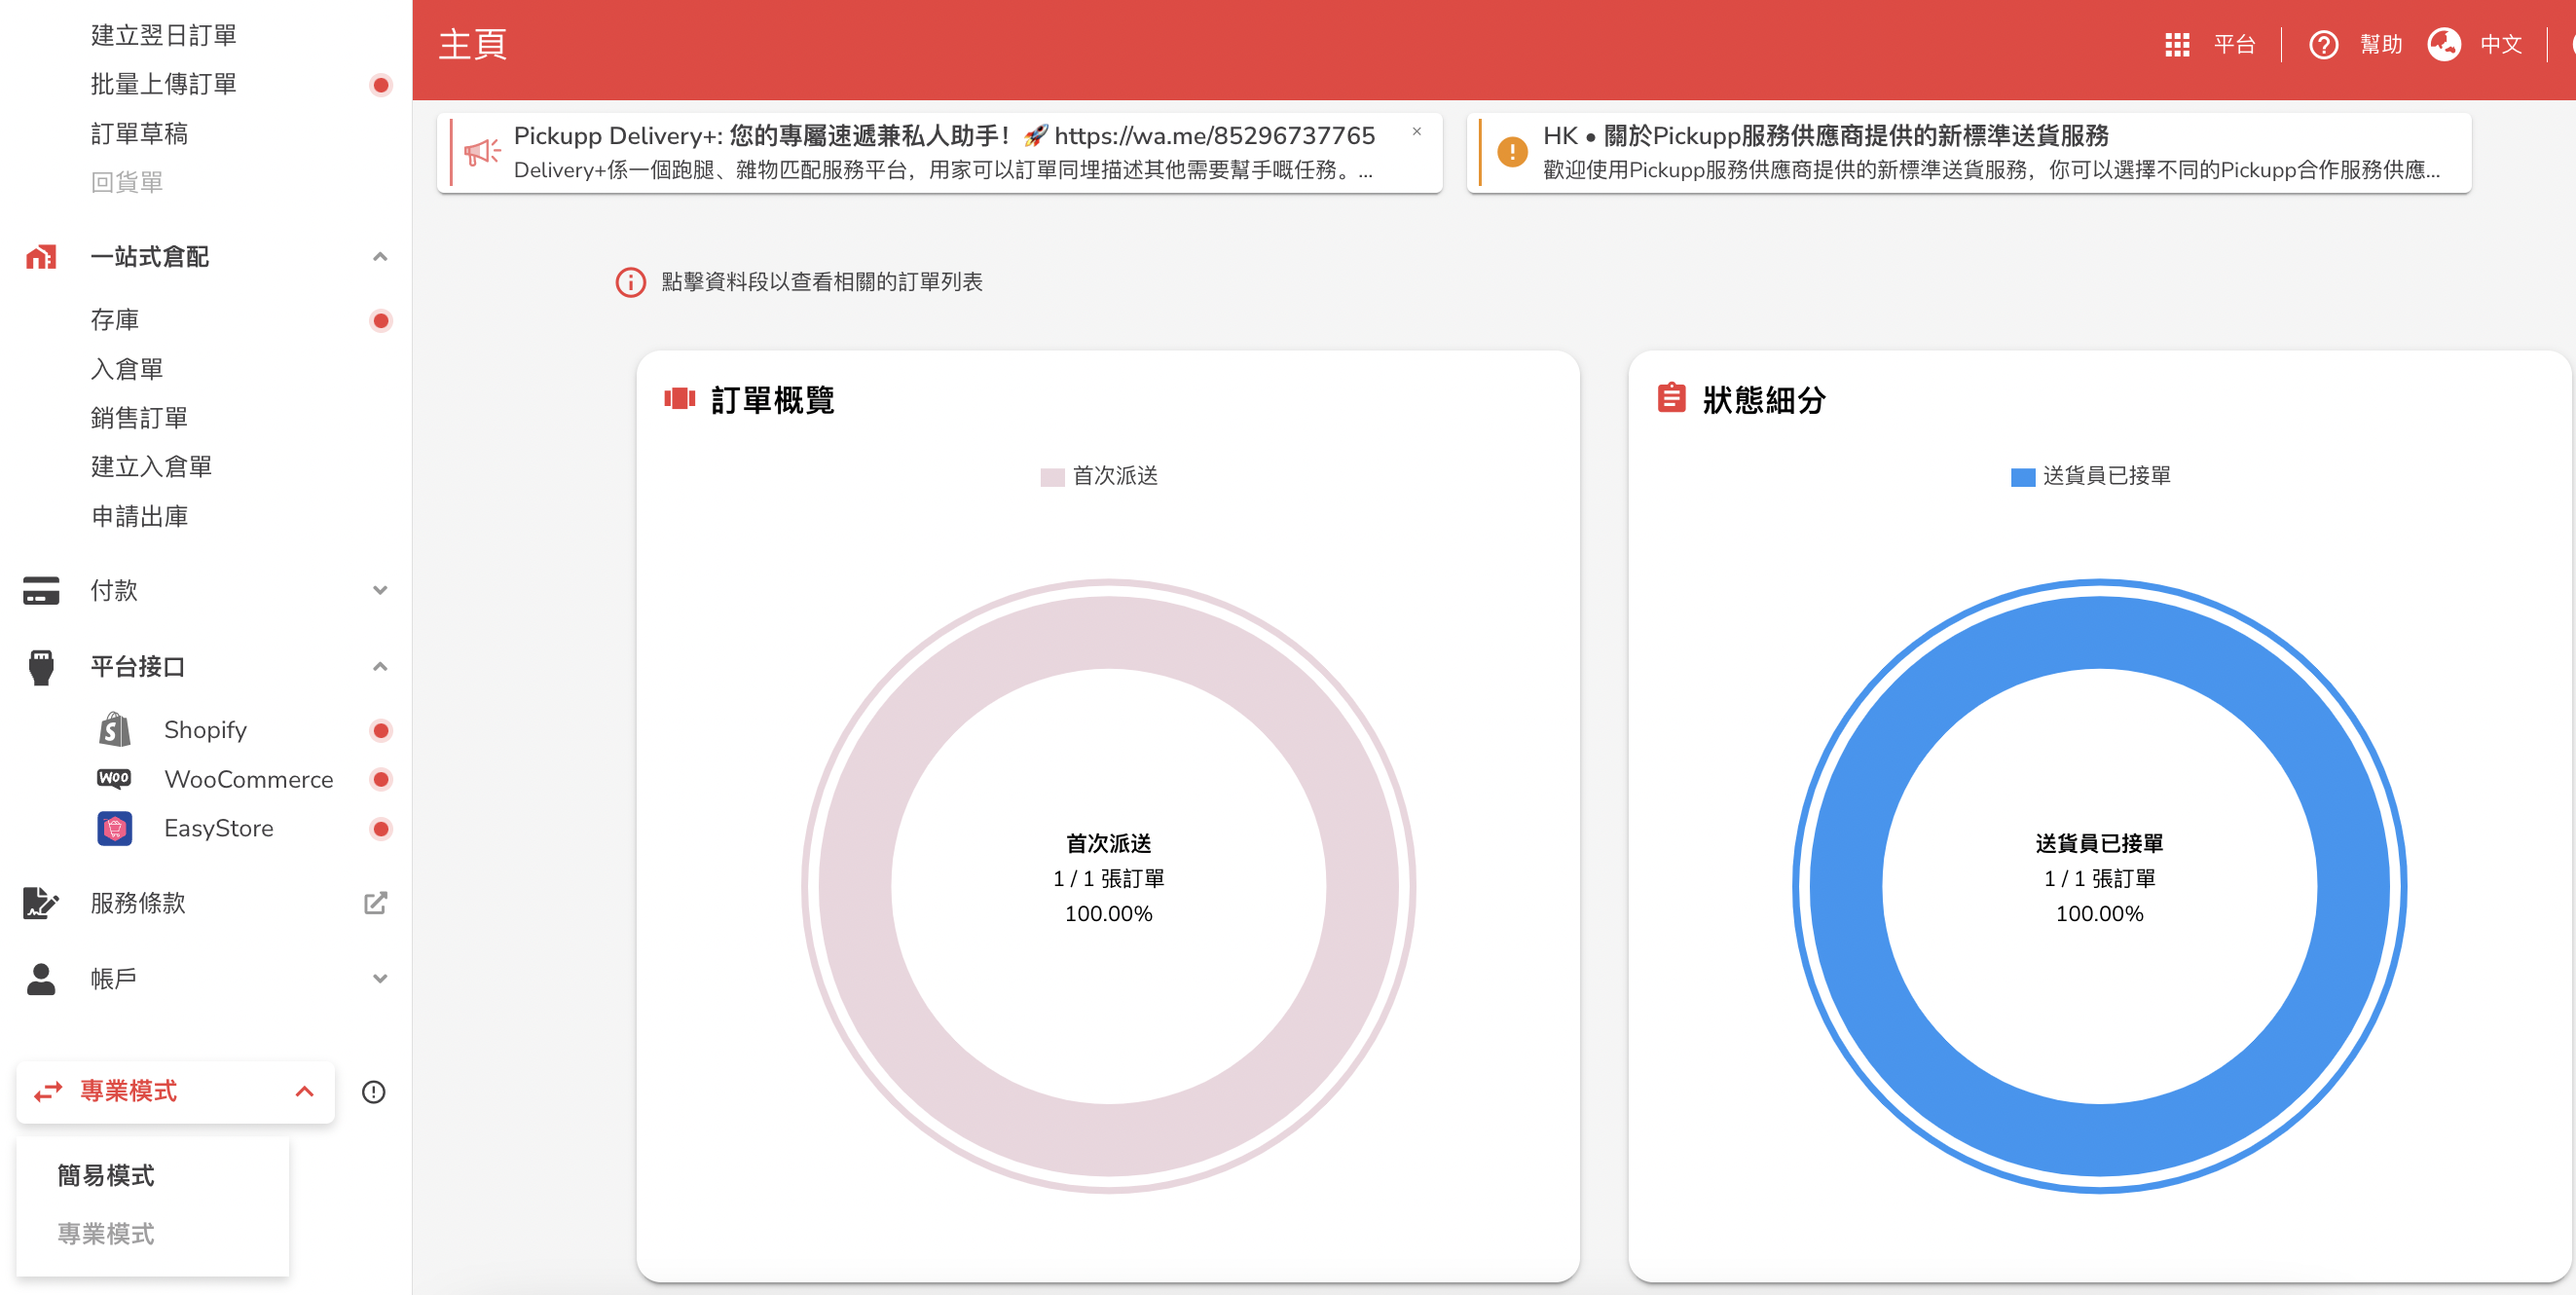 建立翌日訂單
批量上傳訂單
訂單草稿
回貨單
一站式倉配
存庫
入倉單
銷售訂單
建立入倉單
申請出庫
付款
平台接口
Shopify
WOO WooCommerce
EasyStore
服務條款
帳戶
專業模式
簡易模式
專業模式
主頁
平台
幫助
中文
Pickupp Delivery+: 您的專屬速遞兼私人助手！🚀 https://wa.me/85296737765
Delivery+係一個跑腿、雜物匹配服務平台，用家可以訂單同埋描述其他需要幫手嘅任務。...
HK • 關於Pickupp服務供應商提供的新標準送貨服務
歡迎使用Pickupp服務供應商提供的新標準送貨服務，你可以選擇不同的Pickupp合作服務供應...
點擊資料段以查看相關的訂單列表
訂單概覽
首次派送
首次派送
1 / 1 張訂單
100.00%
狀態細分
送貨員已接單
送貨員已接單
1 / 1 張訂單
100.00%